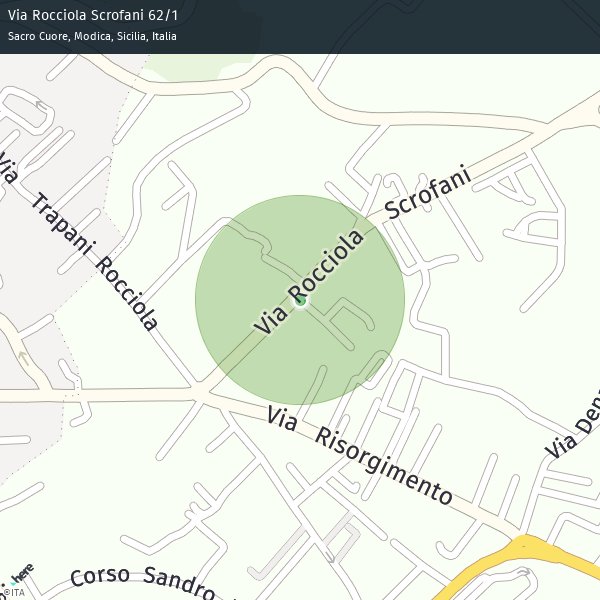 Via Rocciola Scrofani 62/1
Sacro Cuore, Modica, Sicilia, Italia
Via Trapani Rocciola
Via Rocciola Scrofani
Via Risorgimento
Corso Sandro
here
©ITA